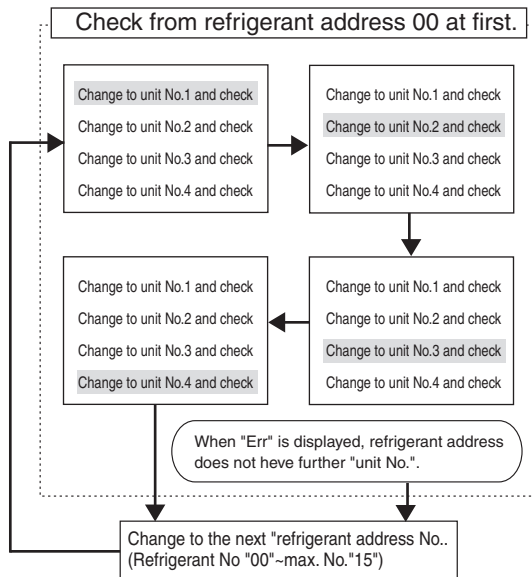 Check from refrigerant address 00 at first.
Change to unit No.1 and check
Change to unit No.2 and check
Change to unit No.3 and check
Change to unit No.4 and check
Change to unit No.1 and check
Change to unit No.2 and check
Change to unit No.3 and check
Change to unit No.4 and check
Change to unit No.1 and check
Change to unit No.2 and check
Change to unit No.3 and check
Change to unit No.4 and check
Change to unit No.1 and check
Change to unit No.2 and check
Change to unit No.3 and check
Change to unit No.4 and check
When "Err" is displayed, refrigerant address
does not heve further "unit No.".
Change to the next "refrigerant address No..
(Refrigerant No "00"~max. No."15")